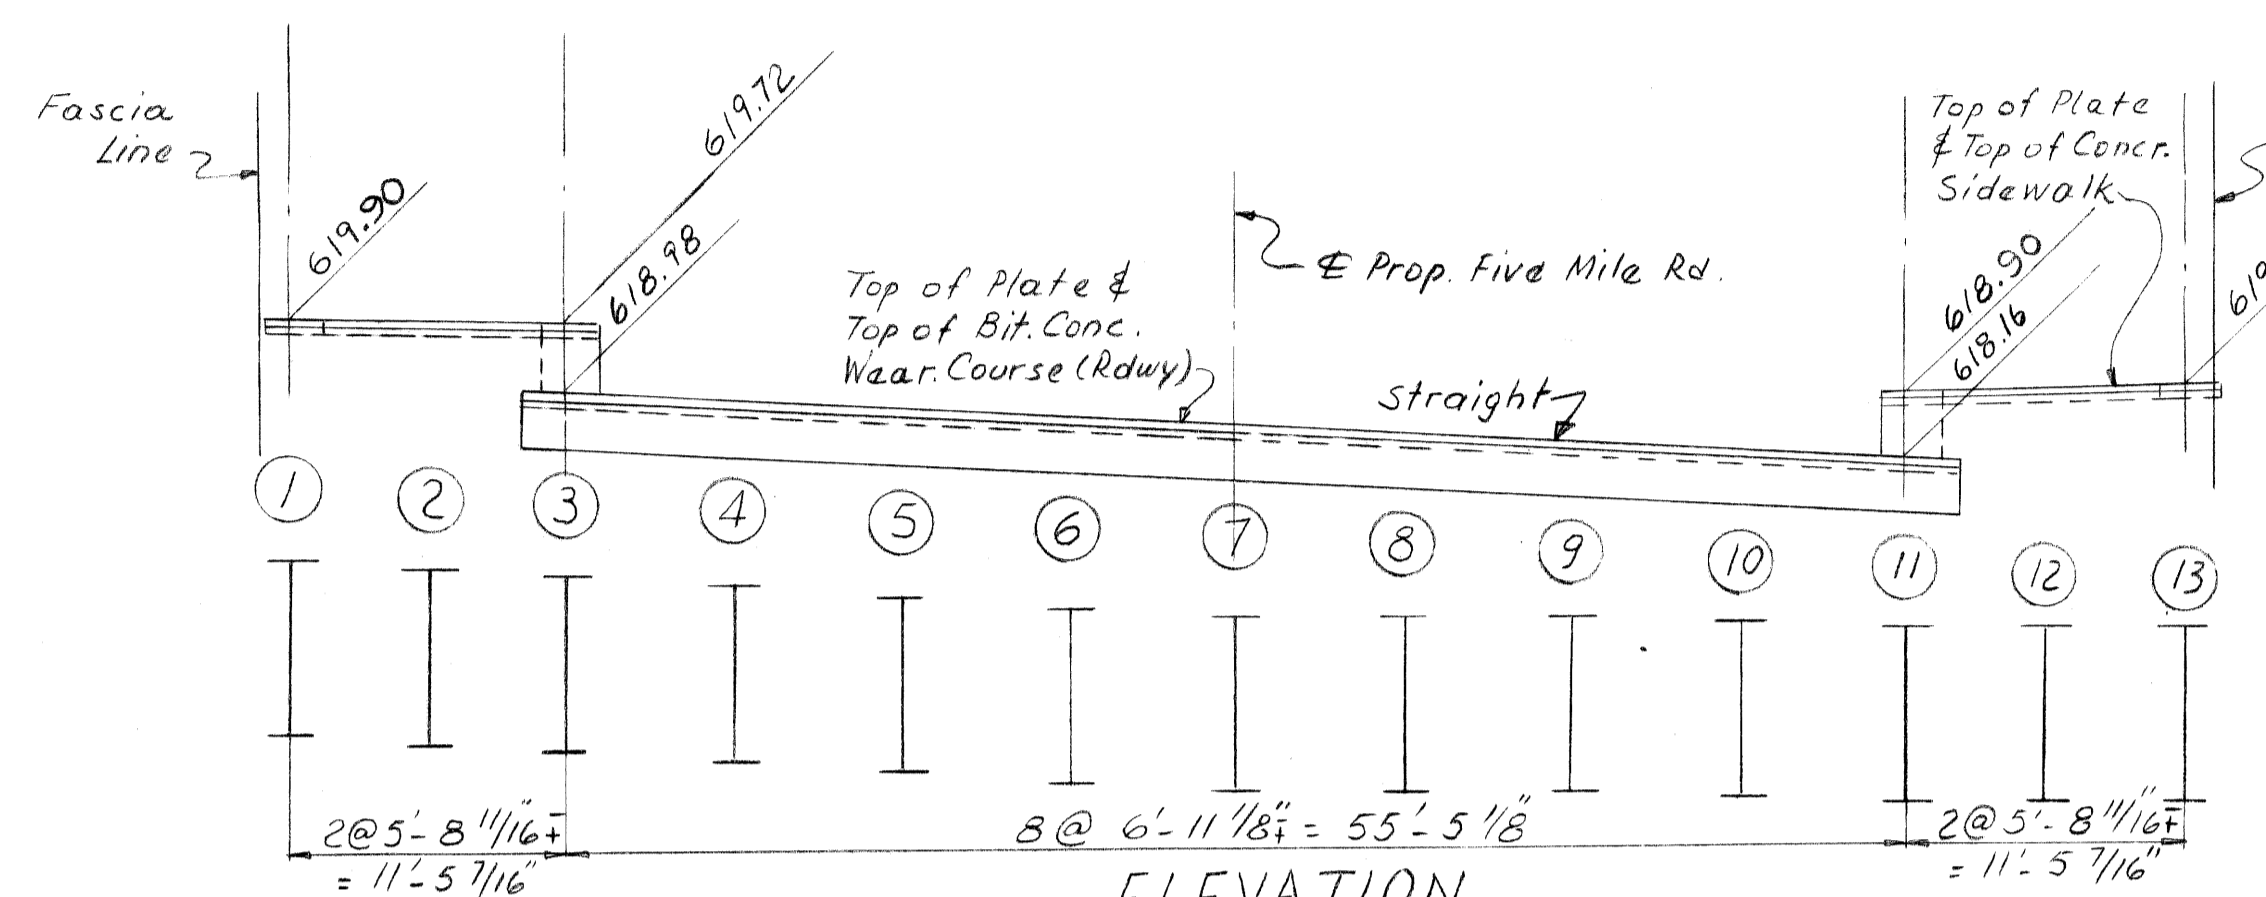 Fascia
Line
619.90
619.72
618.98
Top of Plate &
Top of Bit. Conc.
Wear. Course (Rdwy)
℄ Prop. Five Mile Rd.
straight
Top of Plate
& Top of Concr.
Sidewalk
618.90
618.16
1
2
3
4
5
6
7
8
9
10
11
12
13
2 @ 5'-8 11/16"∓
= 11'-5 7/16"
8 @ 6'-11 1/8"∓ = 55'-5 1/8"
2 @ 5'-8 11/16"∓
= 11'-5 7/16"
ELEVATION